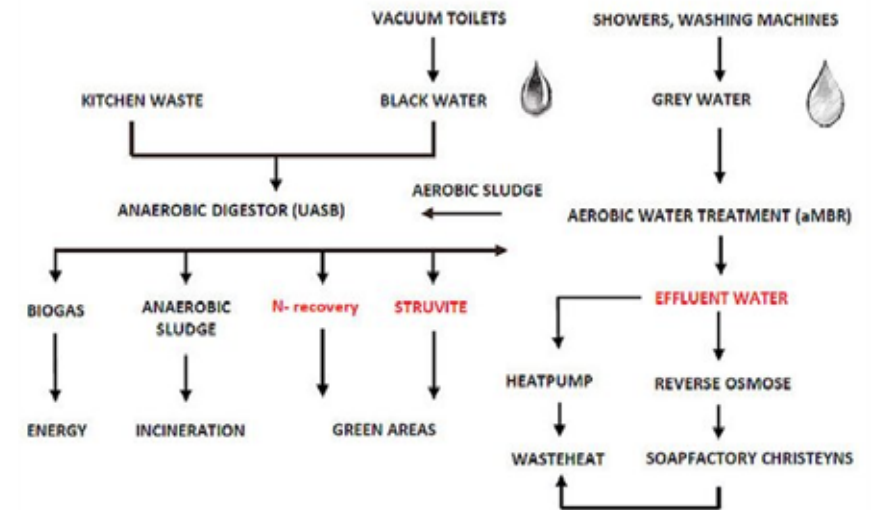 VACUUM TOILETS
SHOWERS, WASHING MACHINES
KITCHEN WASTE
BLACK WATER
GREY WATER
AEROBIC SLUDGE
ANAEROBIC DIGESTOR (UASB)
AEROBIC WATER TREATMENT (aMBR)
BIOGAS
ANAEROBIC
SLUDGE
N- recovery
STRUVITE
EFFLUENT WATER
HEATPUMP
REVERSE OSMOSE
ENERGY
INCINERATION
GREEN AREAS
WASTEHEAT
SOAPFACTORY CHRISTEYNS